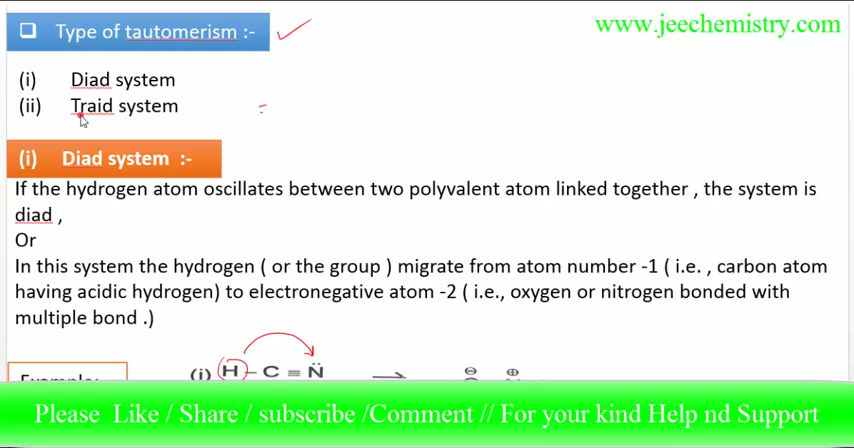 www.jeechemistry.com
Type of tautomerism :-
(i) Diad system
(ii) Traid system
(i) Diad system :-
If the hydrogen atom oscillates between two polyvalent atom linked together , the system is
diad ,
Or
In this system the hydrogen ( or the group ) migrate from atom number -1 ( i.e. , carbon atom
having acidic hydrogen) to electronegative atom -2 ( i.e., oxygen or nitrogen bonded with
multiple bond .)
(i) H – C ≡ N̈ ⊖ ⊕
Please Like / Share / subscribe /Comment // For your kind Help nd Support